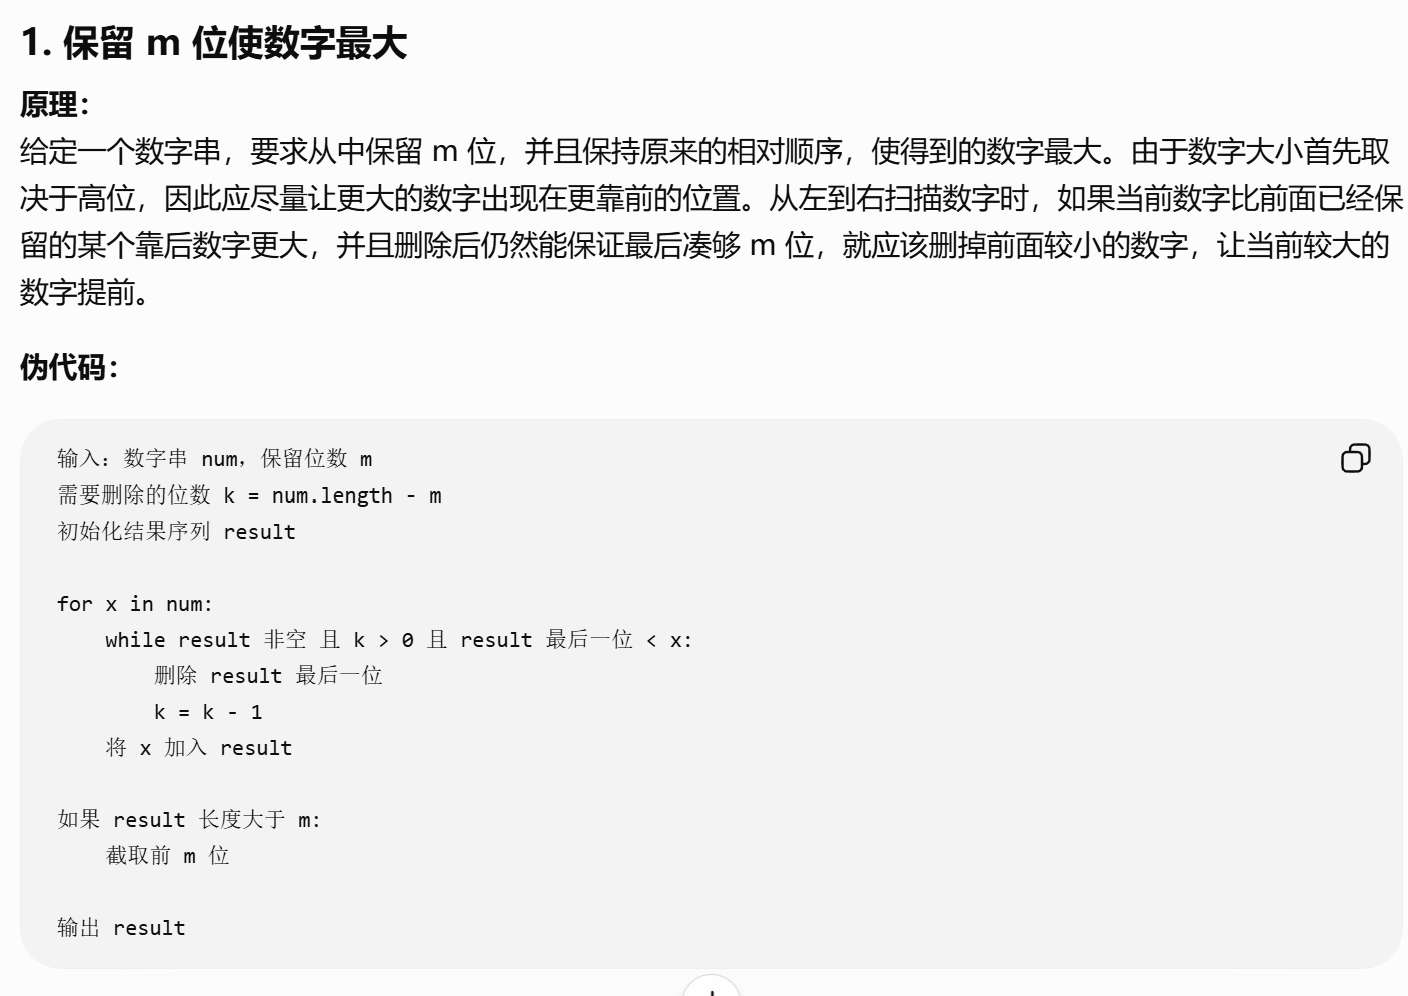 1. 保留 m 位使数字最大
原理：
给定一个数字串，要求从中保留 m 位，并且保持原来的相对顺序，使得到的数字最大。由于数字大小首先取
决于高位，因此应尽量让更大的数字出现在更靠前的位置。从左到右扫描数字时，如果当前数字比前面已经保
留的某个靠后数字更大，并且删除后仍然能保证最后凑够 m 位，就应该删掉前面较小的数字，让当前较大的
数字提前。
伪代码：
输入：数字串 num，保留位数 m
需要删除的位数 k = num.length - m
初始化结果序列 result
for x in num:
    while result 非空 且 k > 0 且 result 最后一位 < x:
        删除 result 最后一位
        k = k - 1
    将 x 加入 result
如果 result 长度大于 m:
    截取前 m 位
输出 result